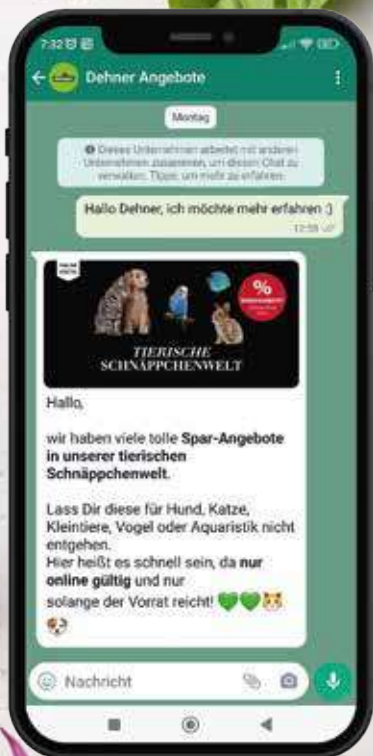 7:32
Dehner Angebote
Montag
Dieses Unternehmen arbeitet mit anderen
Unternehmen zusammen, um diesen Chat zu
verwalten. Tippe, um mehr zu erfahren.
Hallo Dehner, ich möchte mehr erfahren :)
12:55
%
TIERISCHE
SCHNÄPPCHENWELT
Hallo,
wir haben viele tolle Spar-Angebote
in unserer tierischen
Schnäppchenwelt.
Lass Dir diese für Hund, Katze,
Kleintiere, Vogel oder Aquaristik nicht
entgehen.
Hier heißt es schnell sein, da nur
online gültig und nur
solange der Vorrat reicht! 💚💚🐱
🐶
Nachricht